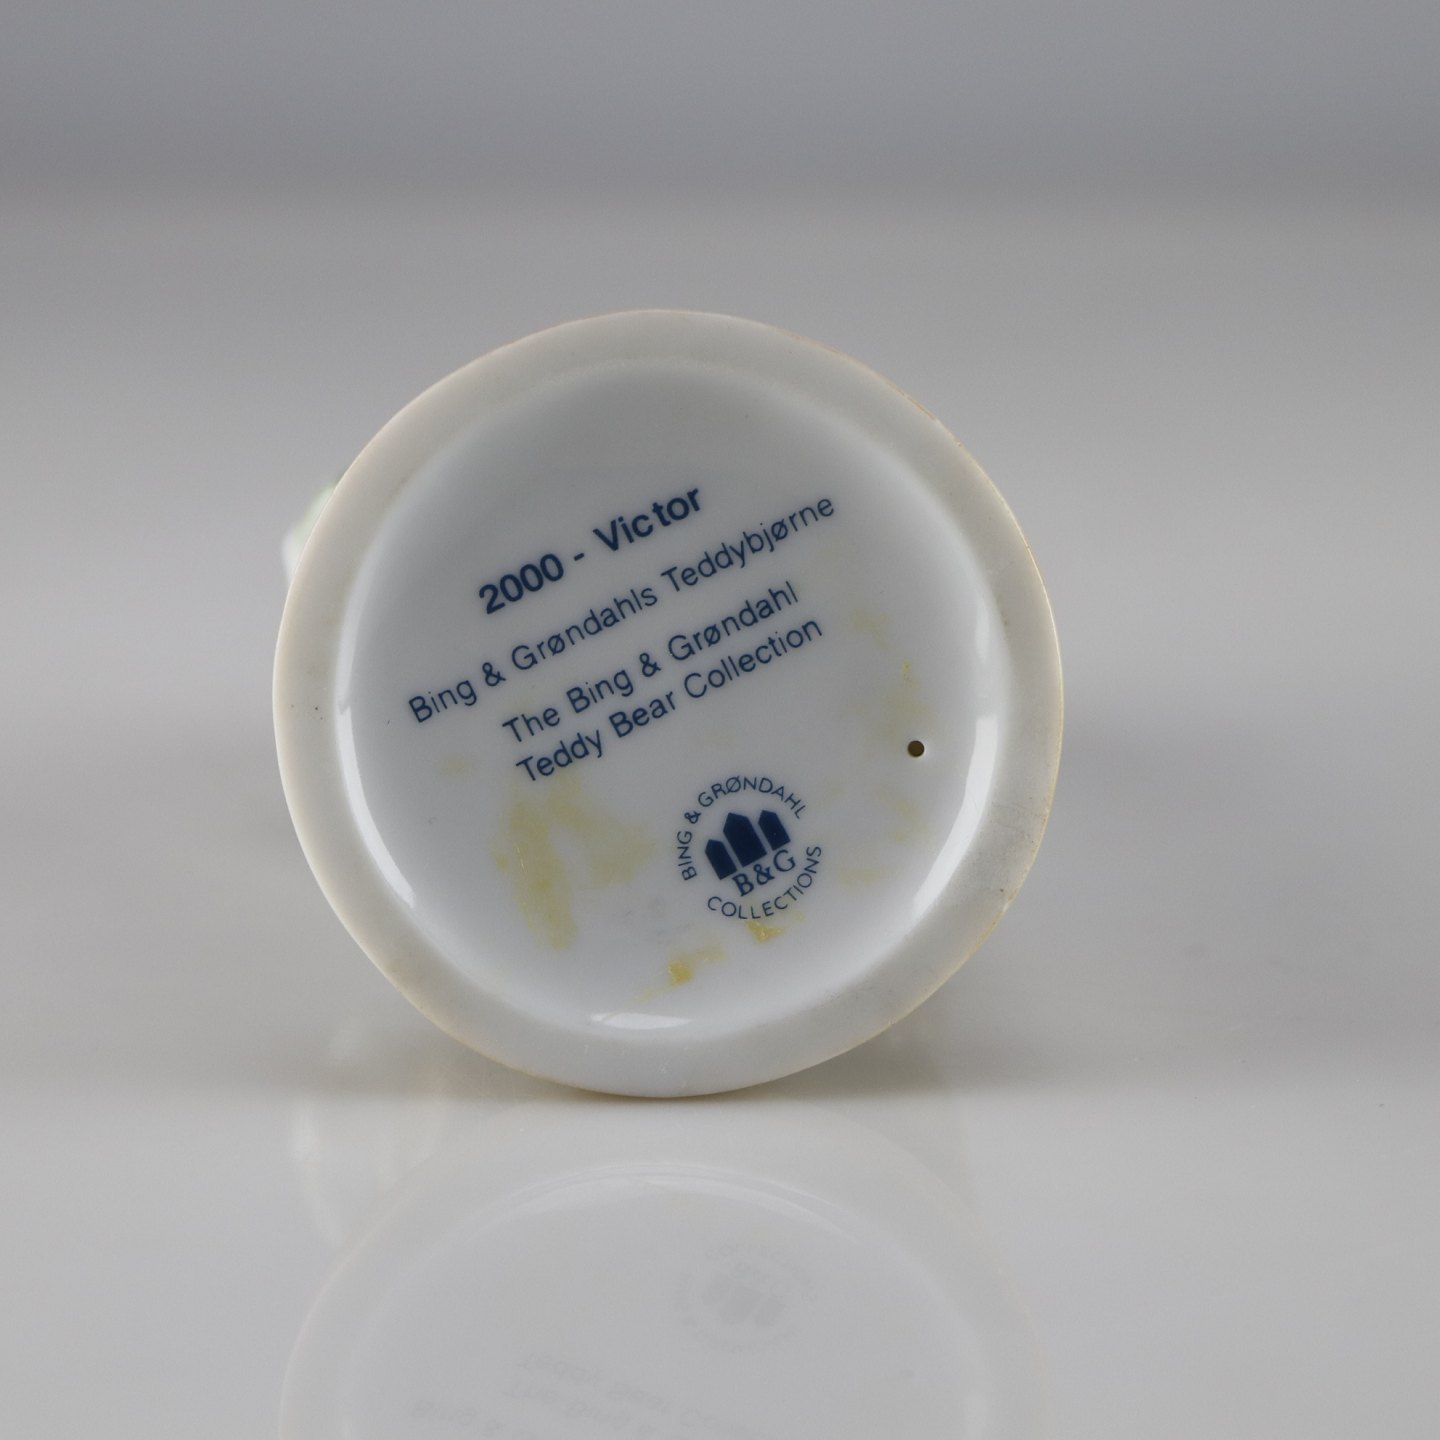 2000 - Victor
Bing & Grøndahls Teddybjørne
The Bing & Grøndahl
Teddy Bear Collection
BING & GRØNDAHL
B&G
COLLECTIONS